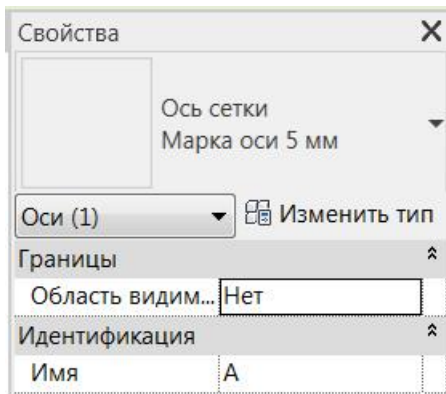 Свойства
Ось сетки
Марка оси 5 мм
Оси (1)
Изменить тип
Границы
Область видим... Нет
Идентификация
Имя А